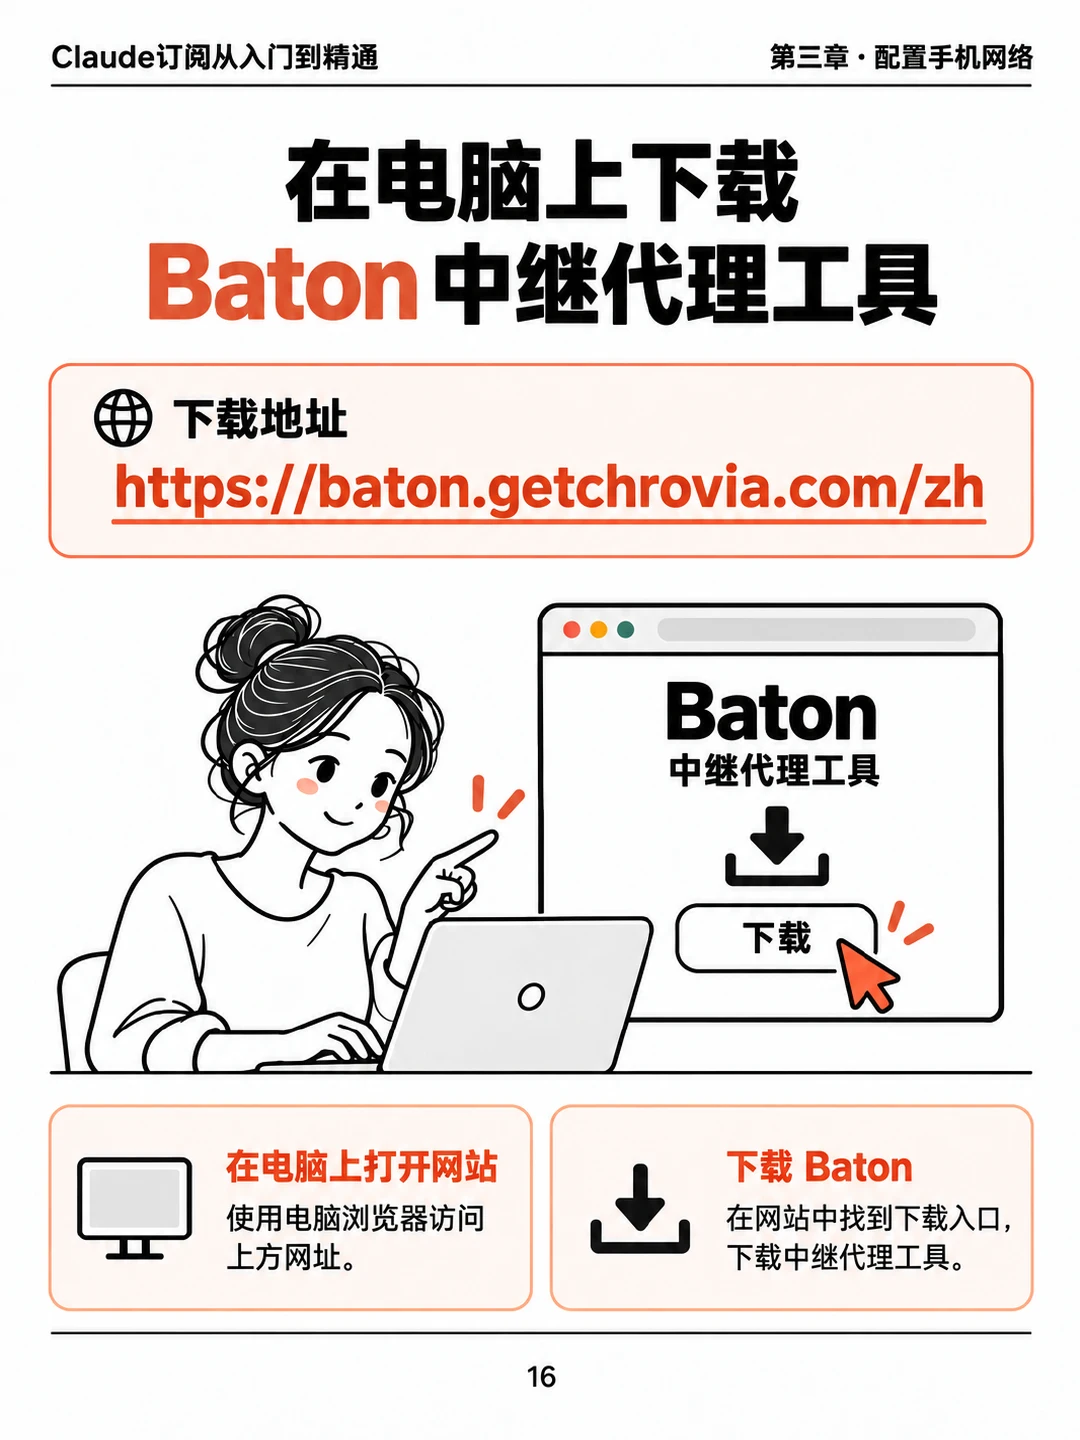 Claude订阅从入门到精通
第三章·配置手机网络
在电脑上下载
Baton中继代理工具
下载地址
https://baton.getchrovia.com/zh
Baton
中继代理工具
下载
在电脑上打开网站
使用电脑浏览器访问
上方网址。
下载 Baton
在网站中找到下载入口，
下载中继代理工具。
16